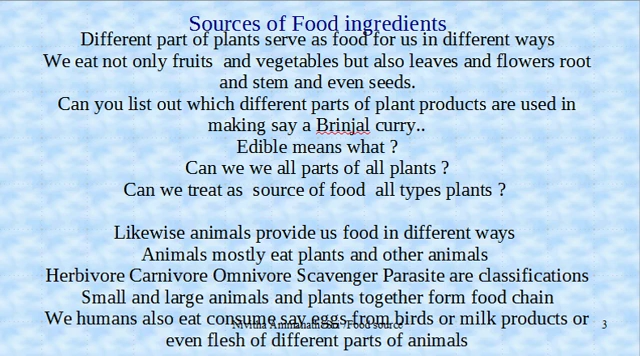 Sources of Food ingredients
Different part of plants serve as food for us in different ways
We eat not only fruits  and vegetables but also leaves and flowers root
and stem and even seeds.
Can you list out which different parts of plant products are used in
making say a Brinjal curry..
Edible means what ?
Can we we all parts of all plants ?
Can we treat as  source of food  all types plants ?
Likewise animals provide us food in different ways
Animals mostly eat plants and other animals
Herbivore Carnivore Omnivore Scavenger Parasite are classifications
Small and large animals and plants together form food chain
We humans also eat consume say eggs from birds or milk products or
Food source
3
even flesh of different parts of animals